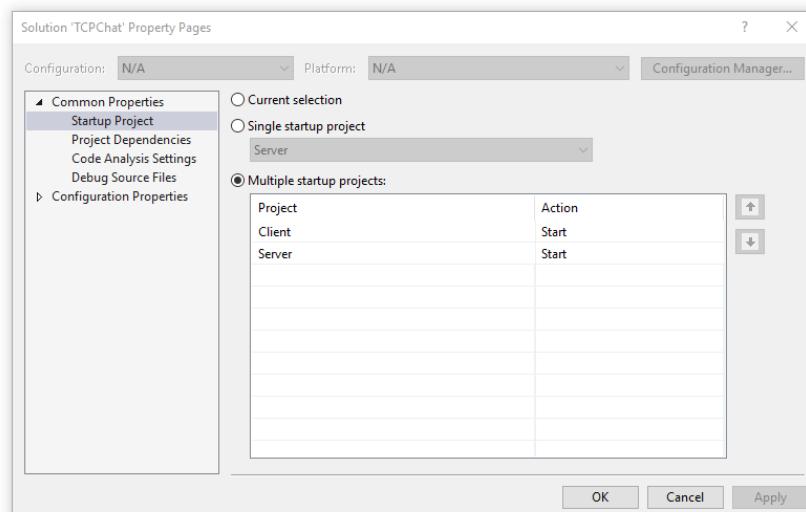 Solution 'TCPChat' Property Pages
?
Configuration: N/A Platform: N/A Configuration Manager...
Common Properties
Startup Project
Project Dependencies
Code Analysis Settings
Debug Source Files
Configuration Properties
Current selection
Single startup project
Server
Multiple startup projects:
Project Action
Client Start
Server Start
OK Cancel Apply